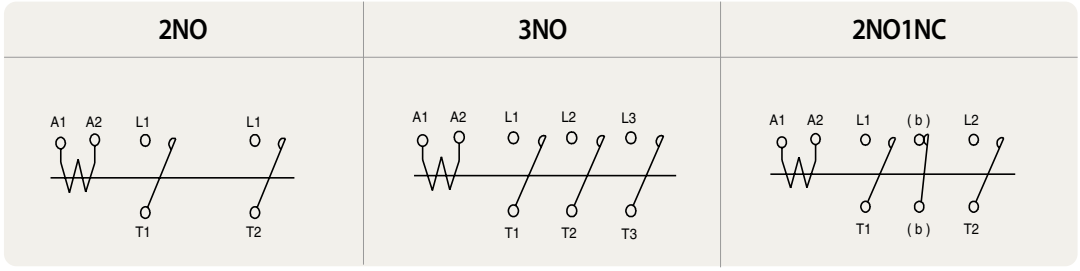 2NO
3NO
2NO1NC
A1 A2 L1 L1
T1 T2
A1 A2 L1 L2 L3
T1 T2 T3
A1 A2 L1 ( b ) L2
T1 ( b ) T2